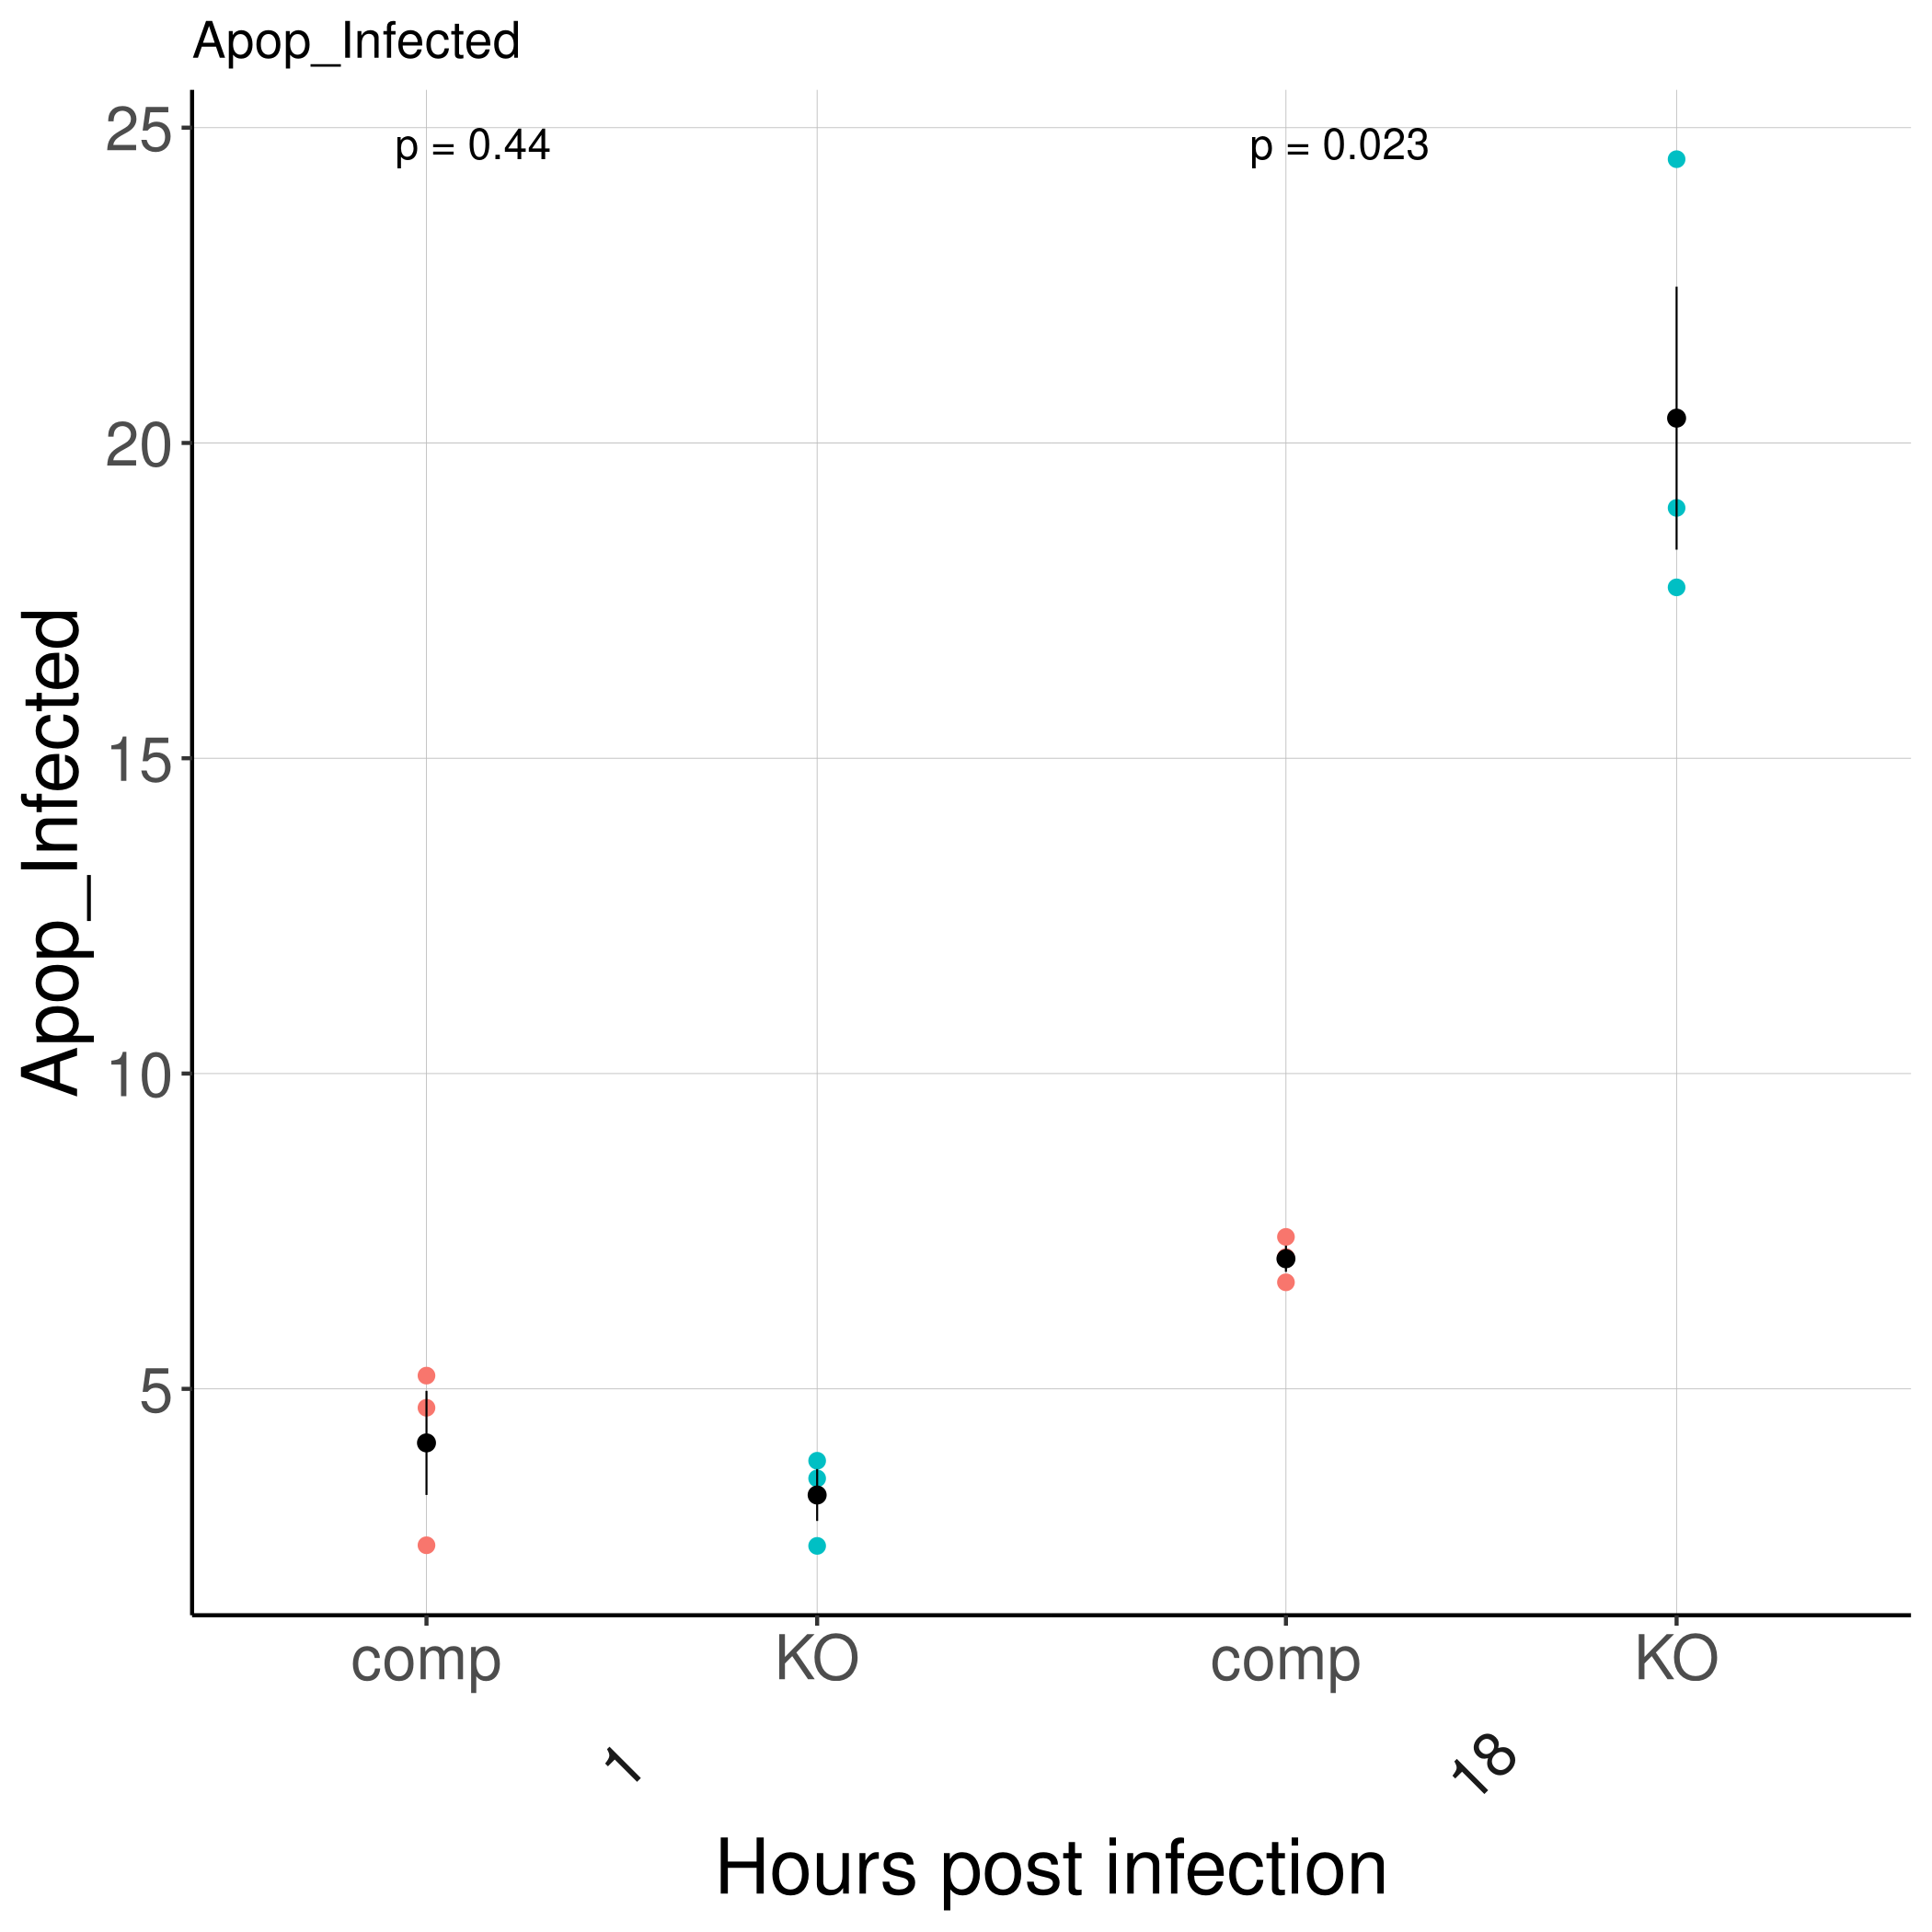 Apop_Infected
p = 0.44
p = 0.023
25
20
15
10
5
Apop_Infected
comp
KO
comp
KO
1
18
Hours post infection